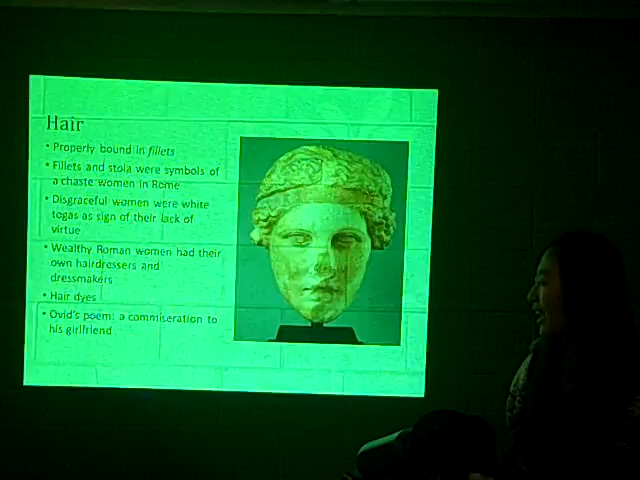 Hair
• Properly bound in fillets
• Fillets and stola were symbols of
a chaste women in Rome
• Disgraceful women were white
togas as sign of their lack of
virtue
• Wealthy Roman women had their
own hairdressers and
dressmakers
• Hair dyes
• Ovid's poem: a commiseration to
his girlfriend